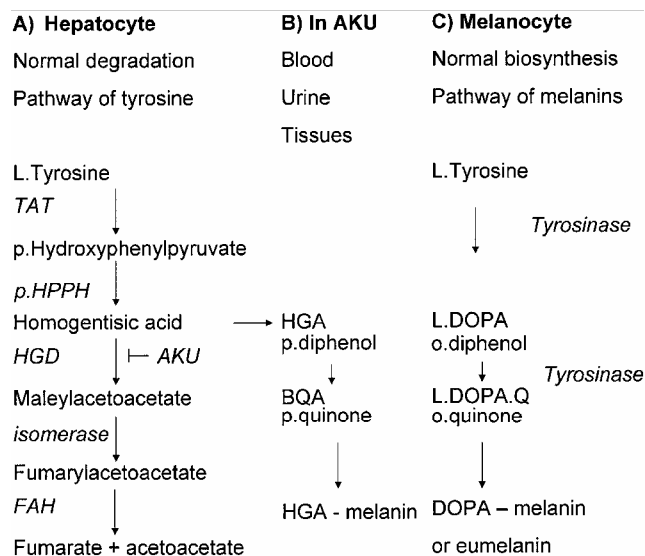 A) Hepatocyte
Normal degradation
Pathway of tyrosine
L.Tyrosine
TAT
p.Hydroxyphenylpyruvate
p.HPPH
Homogentisic acid
HGD
AKU
Maleylacetoacetate
isomerase
Fumarylacetoacetate
FAH
Fumarate + acetoacetate
B) In AKU
Blood
Urine
Tissues
HGA
p.diphenol
BQA
p.quinone
HGA - melanin
C) Melanocyte
Normal biosynthesis
Pathway of melanins
L.Tyrosine
Tyrosinase
L.DOPA
o.diphenol
Tyrosinase
L.DOPA.Q
o.quinone
DOPA – melanin
or eumelanin